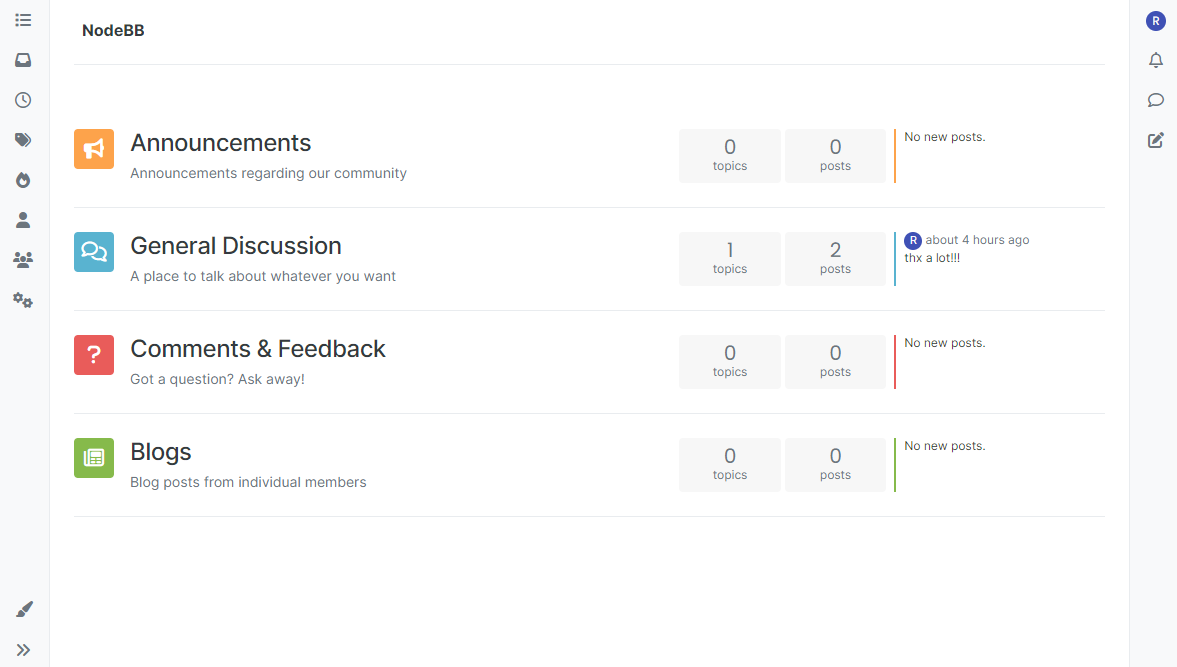 NodeBB
R
Announcements
Announcements regarding our community
0
topics
0
posts
No new posts.
General Discussion
A place to talk about whatever you want
1
topics
2
posts
R about 4 hours ago
thx a lot!!!
Comments & Feedback
Got a question? Ask away!
0
topics
0
posts
No new posts.
Blogs
Blog posts from individual members
0
topics
0
posts
No new posts.